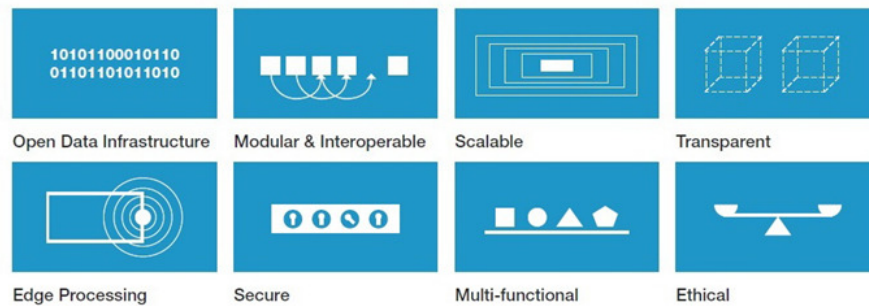 10101100010110
01101101011010
Open Data Infrastructure
Modular & Interoperable
Scalable
Transparent
Edge Processing
Secure
Multi-functional
Ethical